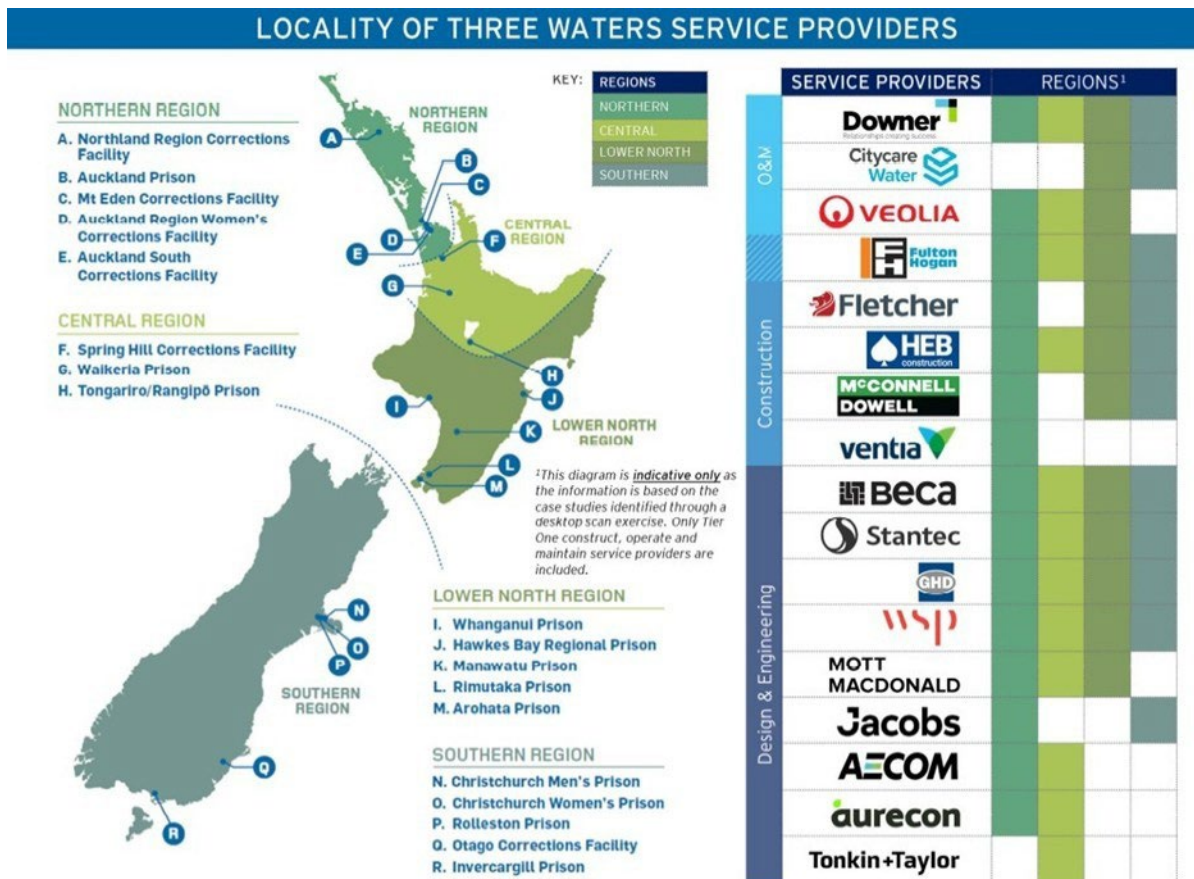 LOCALITY OF THREE WATERS SERVICE PROVIDERS
NORTHERN REGION
A. Northland Region Corrections
Facility
B. Auckland Prison
C. Mt Eden Corrections Facility
D. Auckland Region Women's
Corrections Facility
E. Auckland South
Corrections Facility
CENTRAL REGION
F. Spring Hill Corrections Facility
G. Waikeria Prison
H. Tongariro/Rangipō Prison
NORTHERN
REGION
A
B
C
D
E
CENTRAL
REGION
F
G
H
I
J
K
LOWER NORTH
REGION
L
M
KEY:
REGIONS
NORTHERN
CENTRAL
LOWER NORTH
SOUTHERN
¹This diagram is indicative only as
the information is based on the
case studies identified through a
desktop scan exercise. Only Tier
One construct, operate and
maintain service providers are
included.
N
O
P
SOUTHERN
REGION
Q
R
LOWER NORTH REGION
I. Whanganui Prison
J. Hawkes Bay Regional Prison
K. Manawatu Prison
L. Rimutaka Prison
M. Arohata Prison
SOUTHERN REGION
N. Christchurch Men's Prison
O. Christchurch Women's Prison
P. Rolleston Prison
Q. Otago Corrections Facility
R. Invercargill Prison
SERVICE PROVIDERS REGIONS¹
O&M
Downer
Relationships creating success
Citycare
Water
VEOLIA
FH Fulton
Hogan
Construction
Fletcher
HEB
construction
McCONNELL
DOWELL
ventia
Design & Engineering
Beca
Stantec
GHD
wsp
MOTT
MACDONALD
Jacobs
AECOM
aurecon
Tonkin+Taylor